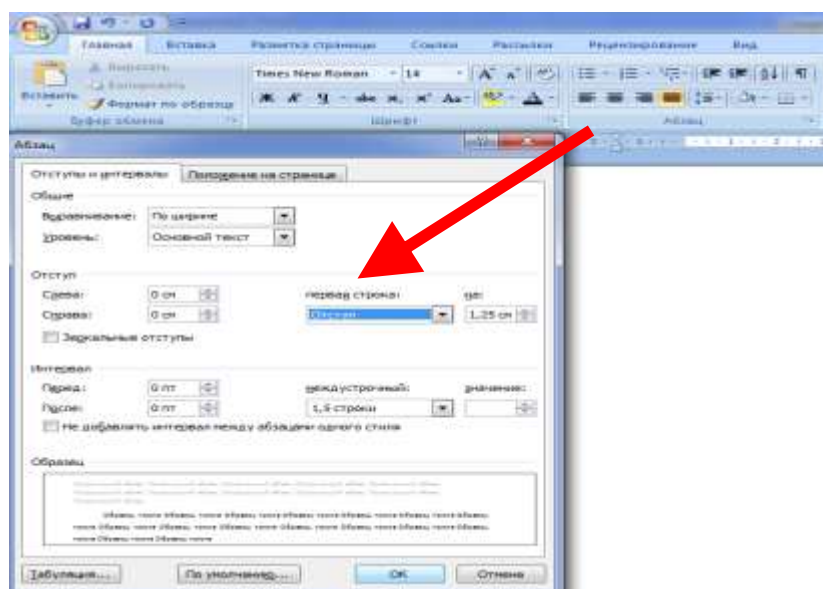 Главная Вставка Разметка страницы Ссылки Рассылки Рецензирование Вид
Вырезать
Копировать
Вставить Формат по образцу
Times New Roman 14
Буфер обмена Шрифт Абзац
Абзац
Отступы и интервалы Положение на странице
Общие
Выравнивание: По ширине
Уровень: Основной текст
Отступ
Слева: 0 см первая строка: на:
Справа: 0 см Отступ 1,25 см
Зеркальные отступы
Интервал
Перед: 0 пт междустрочный: значение:
После: 0 пт 1,5 строки
Не добавлять интервал между абзацами одного стиля
Образец
Табуляция... По умолчанию... ОК Отмена